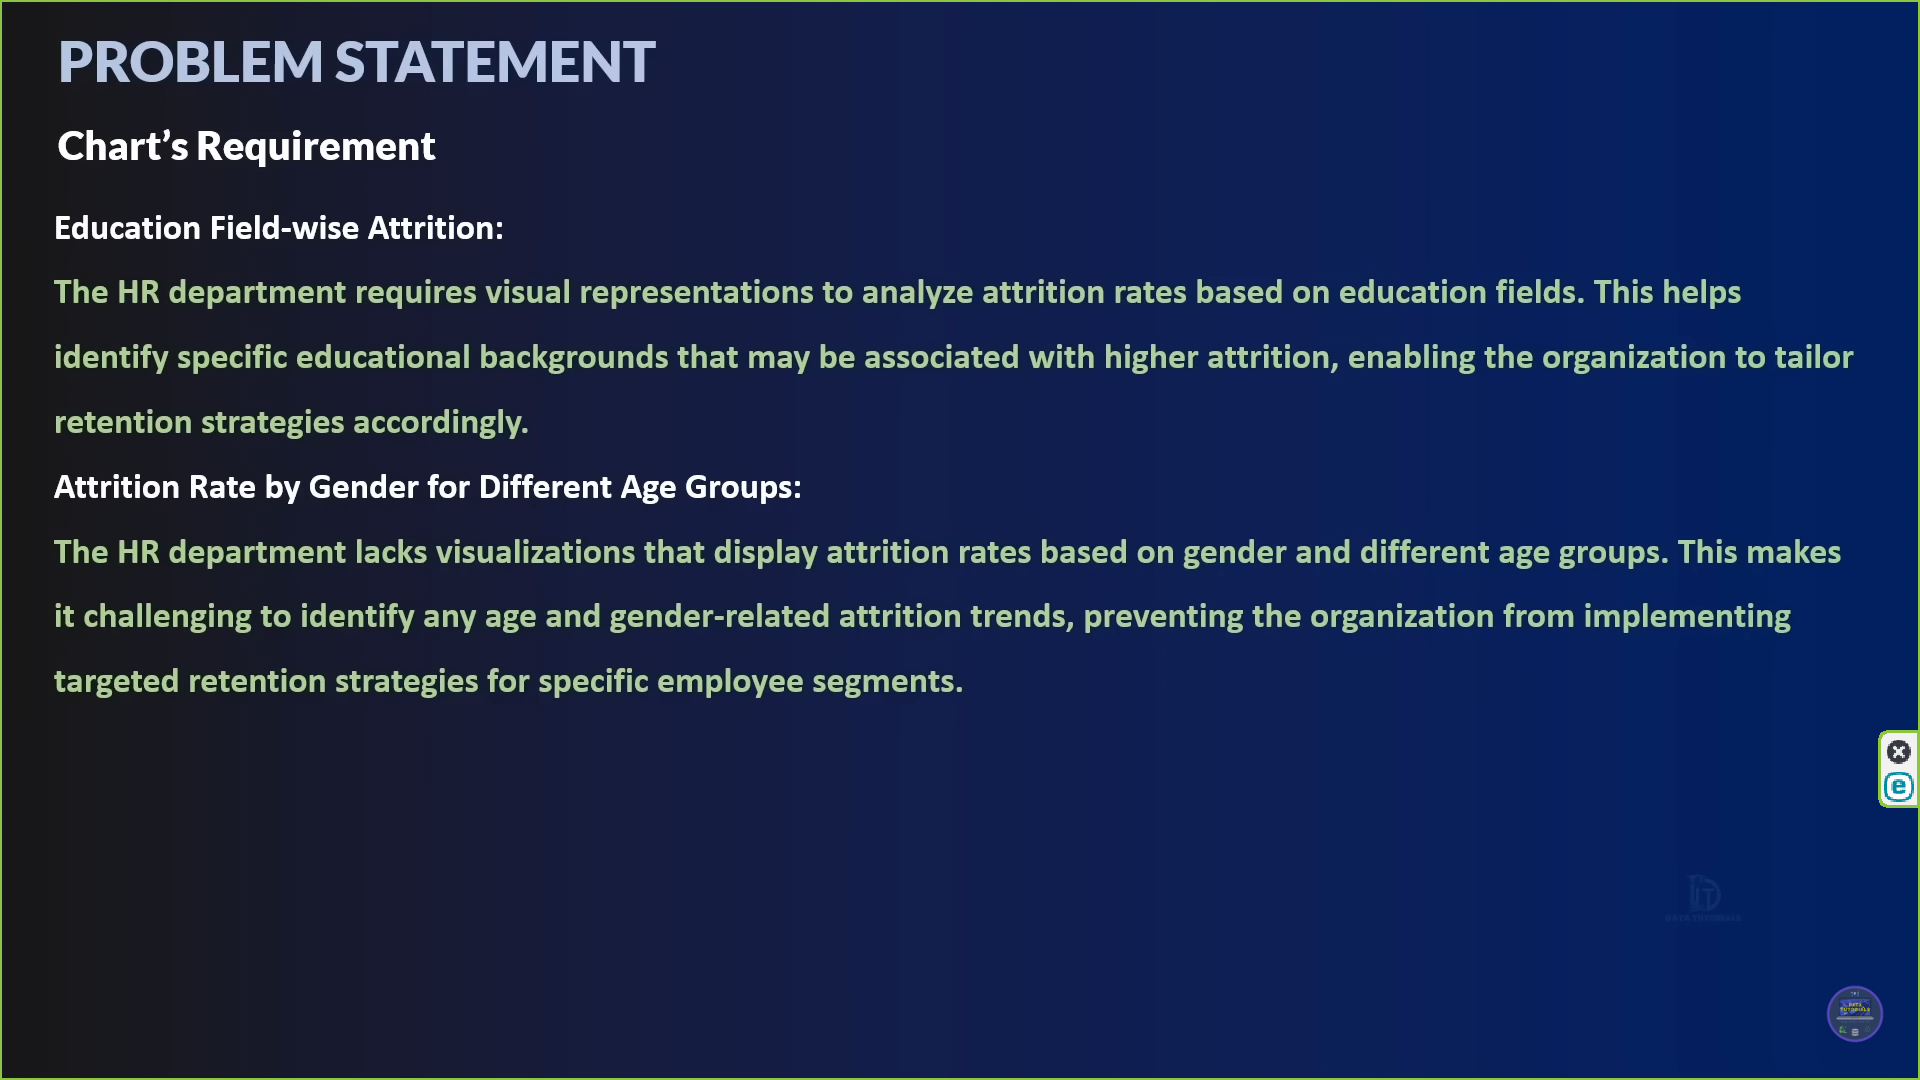 PROBLEM STATEMENT
Chart’s Requirement
Education Field-wise Attrition:
The HR department requires visual representations to analyze attrition rates based on education fields. This helps
identify specific educational backgrounds that may be associated with higher attrition, enabling the organization to tailor
retention strategies accordingly.
Attrition Rate by Gender for Different Age Groups:
The HR department lacks visualizations that display attrition rates based on gender and different age groups. This makes
it challenging to identify any age and gender-related attrition trends, preventing the organization from implementing
targeted retention strategies for specific employee segments.
e
DATA TUTORIALS
DATA
TUTORIALS